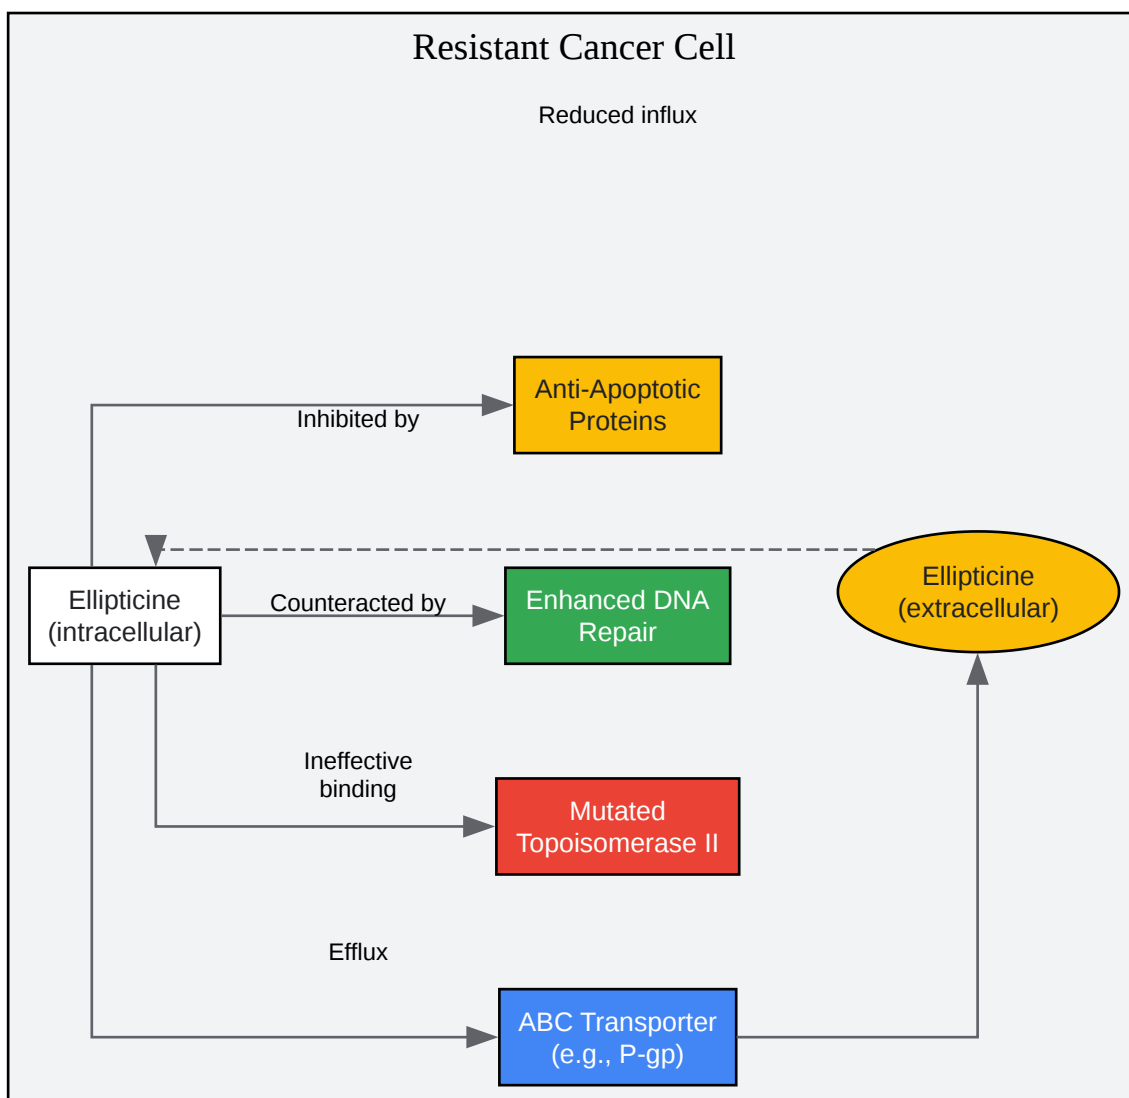 Resistant Cancer Cell
Reduced influx
Anti-Apoptotic
Proteins
Inhibited by
Ellipticine
(intracellular)
Counteracted by
Enhanced DNA
Repair
Ellipticine
(extracellular)
Ineffective
binding
Mutated
Topoisomerase II
Efflux
ABC Transporter
(e.g., P-gp)